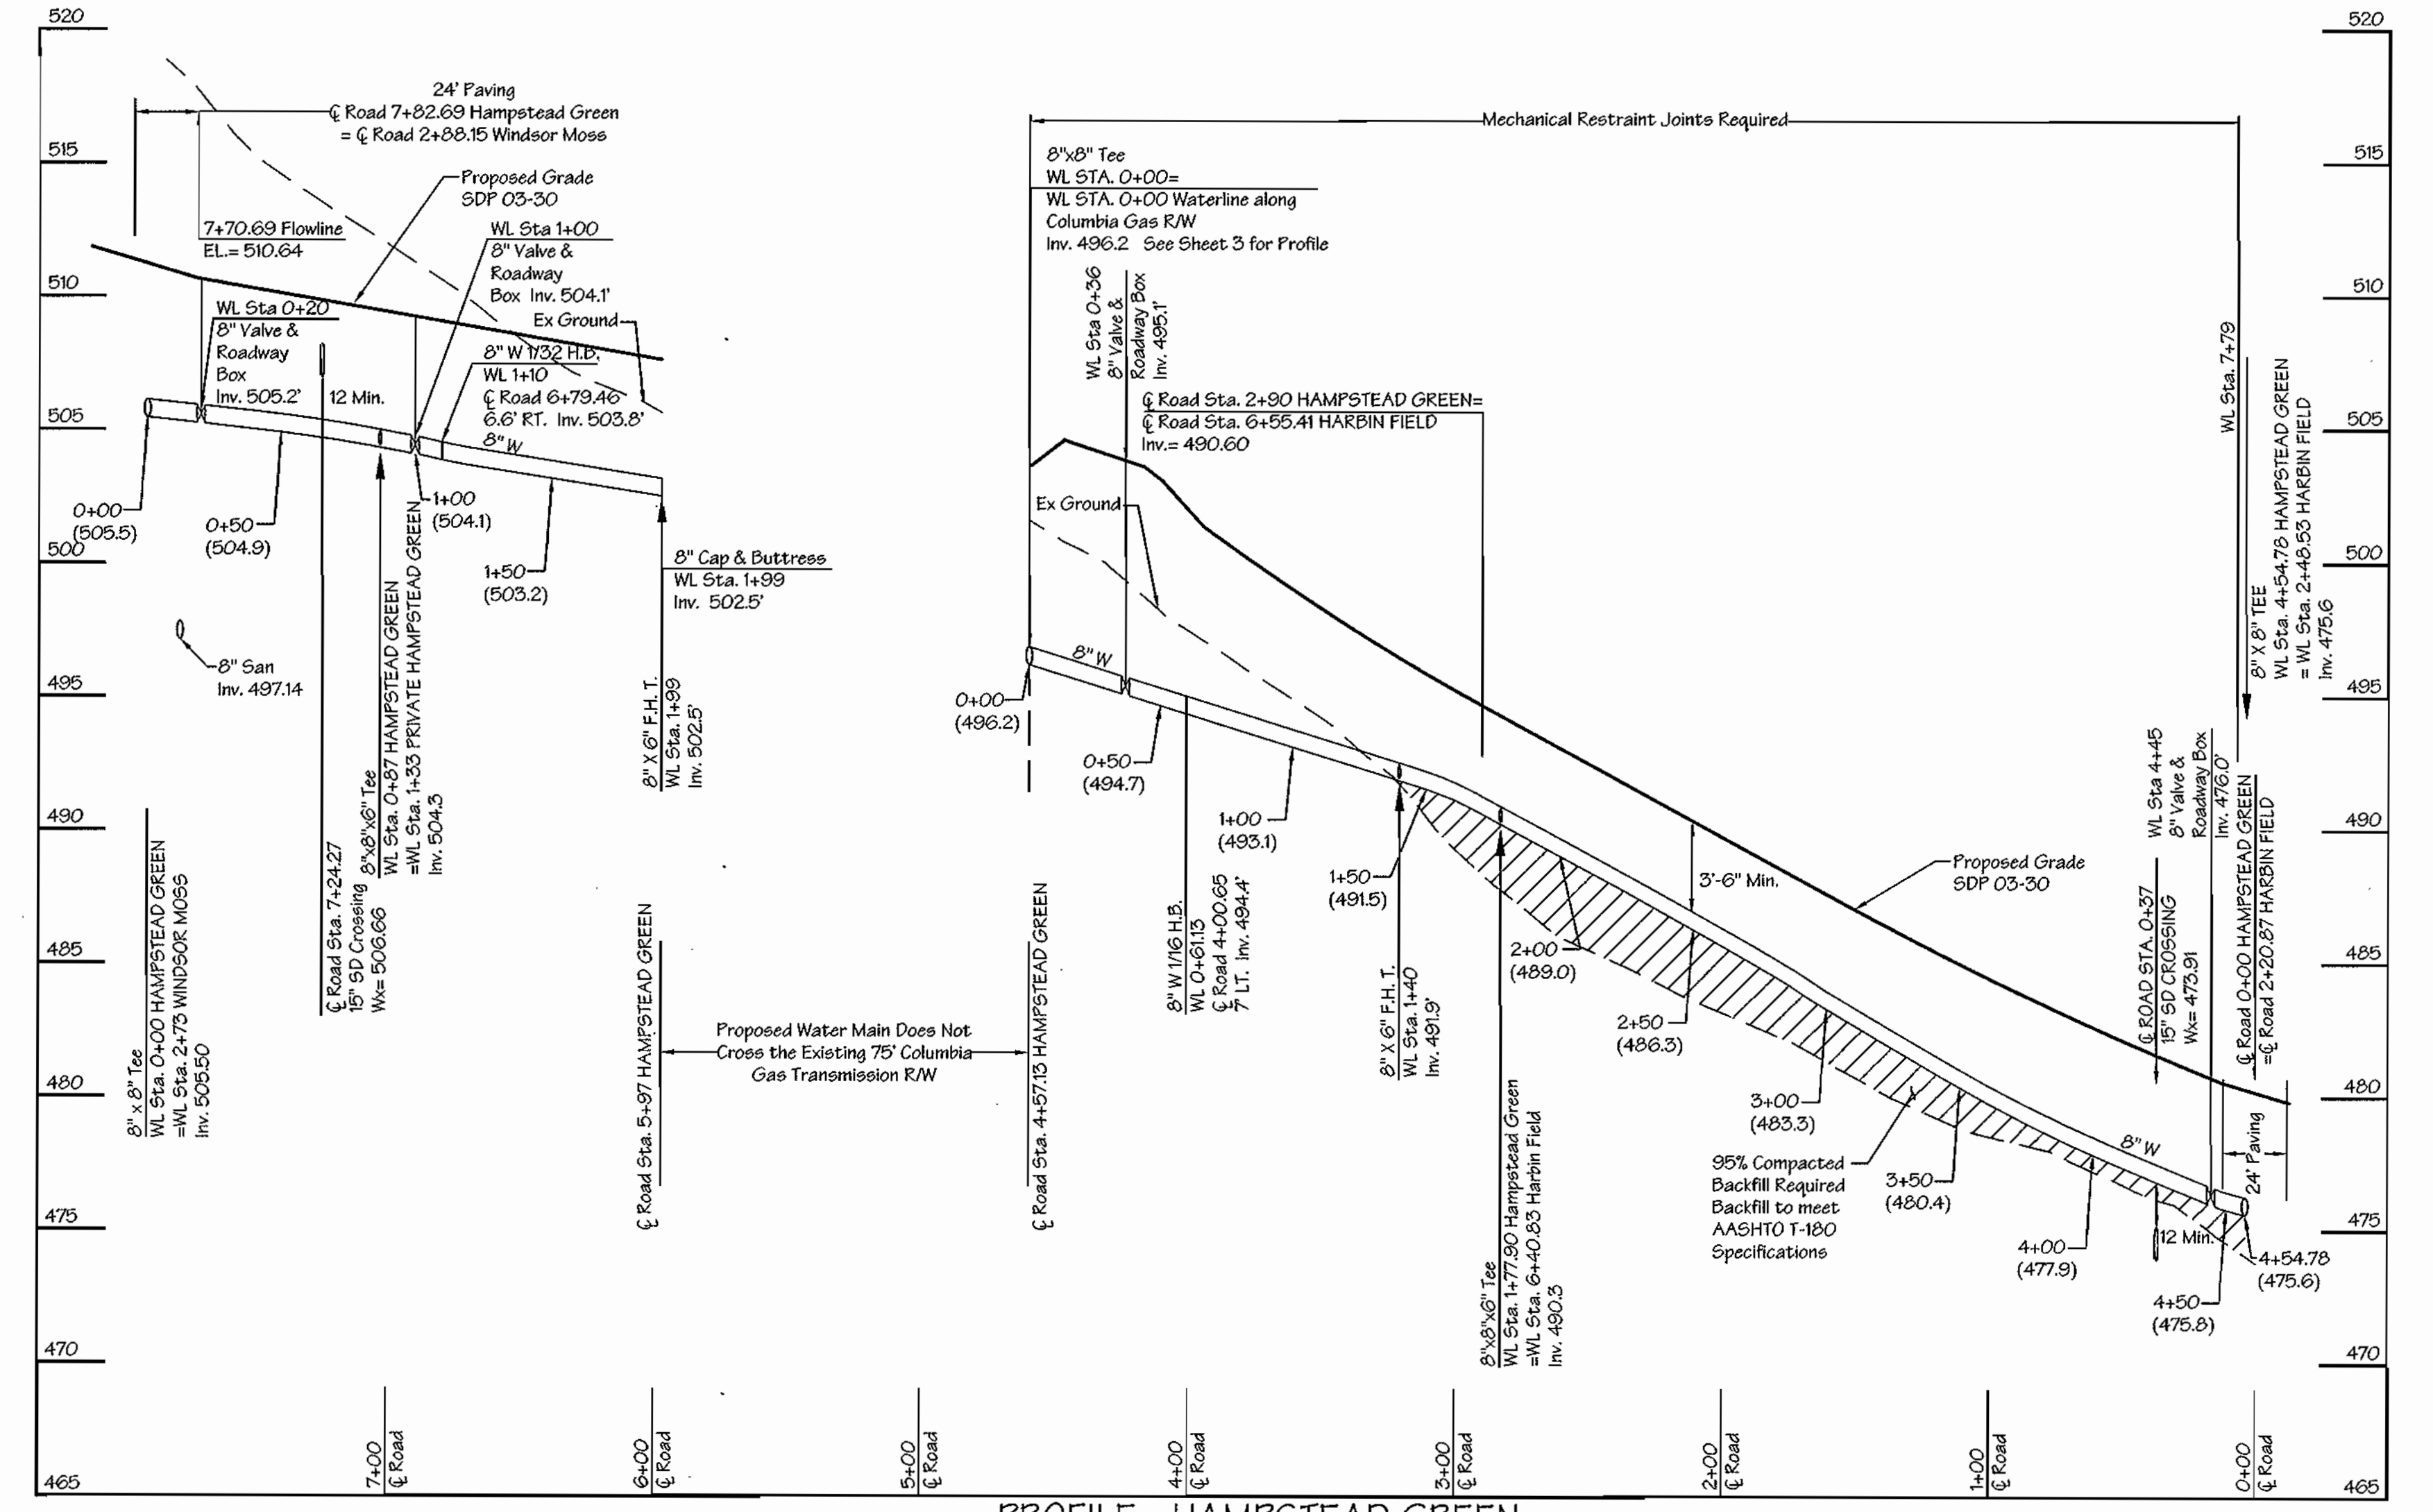 520
515
510
505
500
495
490
485
480
475
470
465
24' Paving
℄ Road 7+82.69 Hampstead Green
= ℄ Road 2+88.15 Windsor Moss
Proposed Grade
SDP 03-30
7+70.69 Flowline
EL.= 510.64
WL Sta 1+00
8" Valve &
Roadway
Box Inv. 504.1'
Ex Ground
WL Sta 0+20
8" Valve &
Roadway
Box
Inv. 505.2'
12 Min.
8" W 1/32 H.B.
WL 1+10
℄ Road 6+79.46
6.6' RT. Inv. 503.8'
8" W
0+00
(505.5)
0+50
(504.9)
1+00
(504.1)
1+50
(503.2)
8" Cap & Buttress
WL Sta. 1+99
Inv. 502.5'
8" San
Inv. 497.14
8" x 8" Tee
WL Sta. 0+00 HAMPSTEAD GREEN
=WL Sta. 2+73 WINDSOR MOSS
Inv. 505.50
℄ Road Sta. 7+24.27
15" SD Crossing
Wx= 506.66
8"x8"x6" Tee
WL Sta. 0+87 HAMPSTEAD GREEN
=WL Sta. 1+33 PRIVATE HAMPSTEAD GREEN
Inv. 504.3
8" X 6" F.H. T.
WL Sta. 1+99
Inv. 502.5'
℄ Road Sta. 5+97 HAMPSTEAD GREEN
Proposed Water Main Does Not
Cross the Existing 75' Columbia
Gas Transmission R/W
℄ Road Sta. 4+57.13 HAMPSTEAD GREEN
Mechanical Restraint Joints Required
8"x8" Tee
WL STA. 0+00=
WL STA. 0+00 Waterline along
Columbia Gas R/W
Inv. 496.2 See Sheet 3 for Profile
WL Sta 0+36
8" Valve &
Roadway Box
Inv. 495.1'
℄ Road Sta. 2+90 HAMPSTEAD GREEN=
℄ Road Sta. 6+55.41 HARBIN FIELD
Inv.= 490.60
Ex Ground
8" W
0+00
(496.2)
0+50
(494.7)
1+00
(493.1)
1+50
(491.5)
8" W 1/16 H.B.
WL 0+61.13
℄ Road 4+00.65
7' LT. Inv. 494.4'
8" X 6" F.H. T.
WL Sta. 1+40
Inv. 491.9'
8"x8"x6" Tee
WL Sta. 1+77.90 Hampstead Green
=WL Sta. 6+40.83 Harbin Field
Inv. 490.3
2+00
(489.0)
2+50
(486.3)
3'-6" Min.
Proposed Grade
SDP 03-30
3+00
(483.3)
95% Compacted
Backfill Required
Backfill to meet
AASHTO T-180
Specifications
3+50
(480.4)
4+00
(477.9)
8" W
12 Min.
4+50
(475.8)
4+54.78
(475.6)
24' Paving
℄ ROAD STA. 0+37
15" SD CROSSING
Wx= 473.91
WL Sta 4+45
8" Valve &
Roadway Box
Inv. 476.0'
℄ Road 0+00 HAMPSTEAD GREEN
=℄ Road 2+20.87 HARBIN FIELD
WL Sta. 7+79
8" X 8" TEE
WL Sta. 4+54.78 HAMPSTEAD GREEN
= WL Sta. 2+48.53 HARBIN FIELD
Inv. 475.6
520
515
510
505
500
495
490
485
480
475
470
465
7+00
℄ Road
6+00
℄ Road
5+00
℄ Road
4+00
℄ Road
3+00
℄ Road
2+00
℄ Road
1+00
℄ Road
0+00
℄ Road
PROFILE - HAMPSTEAD GREEN